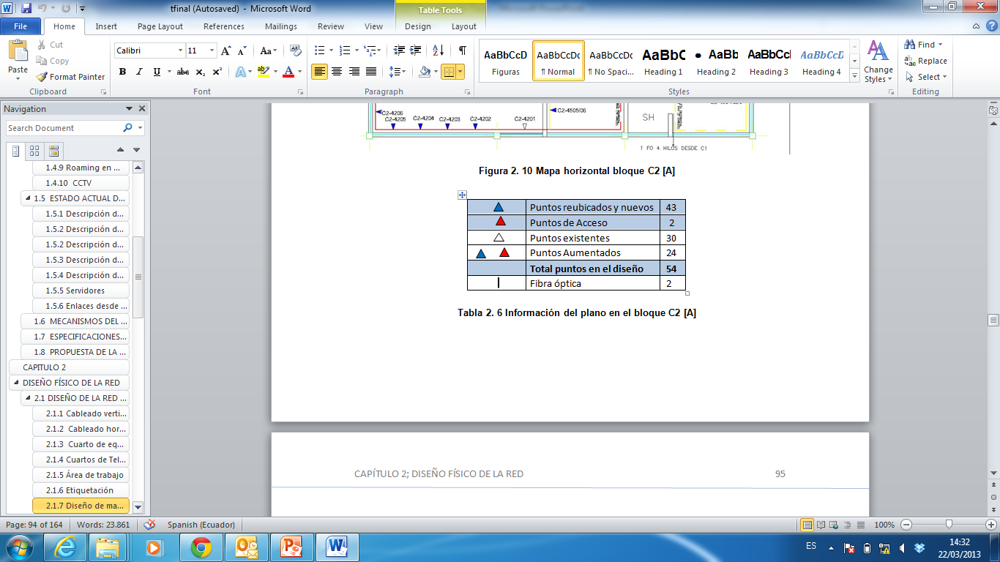 tfinal (Autosaved) - Microsoft Word
Table Tools
File Home Insert Page Layout References Mailings Review View Design Layout
Paste
Cut
Copy
Format Painter
Clipboard
Calibri 11
Font
Paragraph
AaBbCcD AaBbCcDc AaBbCcDc AaBbC AaBb AaBbCcl AaBbCcD
Figuras ¶ Normal ¶ No Spaci... Heading 1 Heading 2 Heading 3 Heading 4
Styles
Change Styles
Find
Replace
Select
Editing
Navigation
Search Document
1.4.9 Roaming en ...
1.4.10 CCTV
1.5 ESTADO ACTUAL D...
1.5.1 Descripción d...
1.5.2 Descripción d...
1.5.2 Descripción d...
1.5.3 Descripción d...
1.5.4 Descripción d...
1.5.5 Servidores
1.5.6 Enlaces desde ...
1.6 MECANISMOS DEL ...
1.7 ESPECIFICACIONES...
1.8 PROPUESTA DE LA ...
CAPITULO 2
DISEÑO FÍSICO DE LA RED
2.1 DISEÑO DE LA RED ...
2.1.1 Cableado verti...
2.1.2 Cableado hor...
2.1.3 Cuarto de eq...
2.1.4 Cuartos de Tel...
2.1.5 Área de trabajo
2.1.6 Etiquetación
2.1.7 Diseño de ma...
C2-4206
C2-4205 C2-4204 C2-4203 C2-4202 C2-4201
C2-4505/06
SH
1 FO 4 HILOS DESDE C1
Figura 2. 10 Mapa horizontal bloque C2 [A]
Puntos reubicados y nuevos 43
Puntos de Acceso 2
Puntos existentes 30
Puntos Aumentados 24
Total puntos en el diseño 54
Fibra óptica 2
Tabla 2. 6 Información del plano en el bloque C2 [A]
CAPÍTULO 2; DISEÑO FÍSICO DE LA RED 95
Page: 94 of 164 Words: 23.861 Spanish (Ecuador) 100%
ES
14:32
22/03/2013